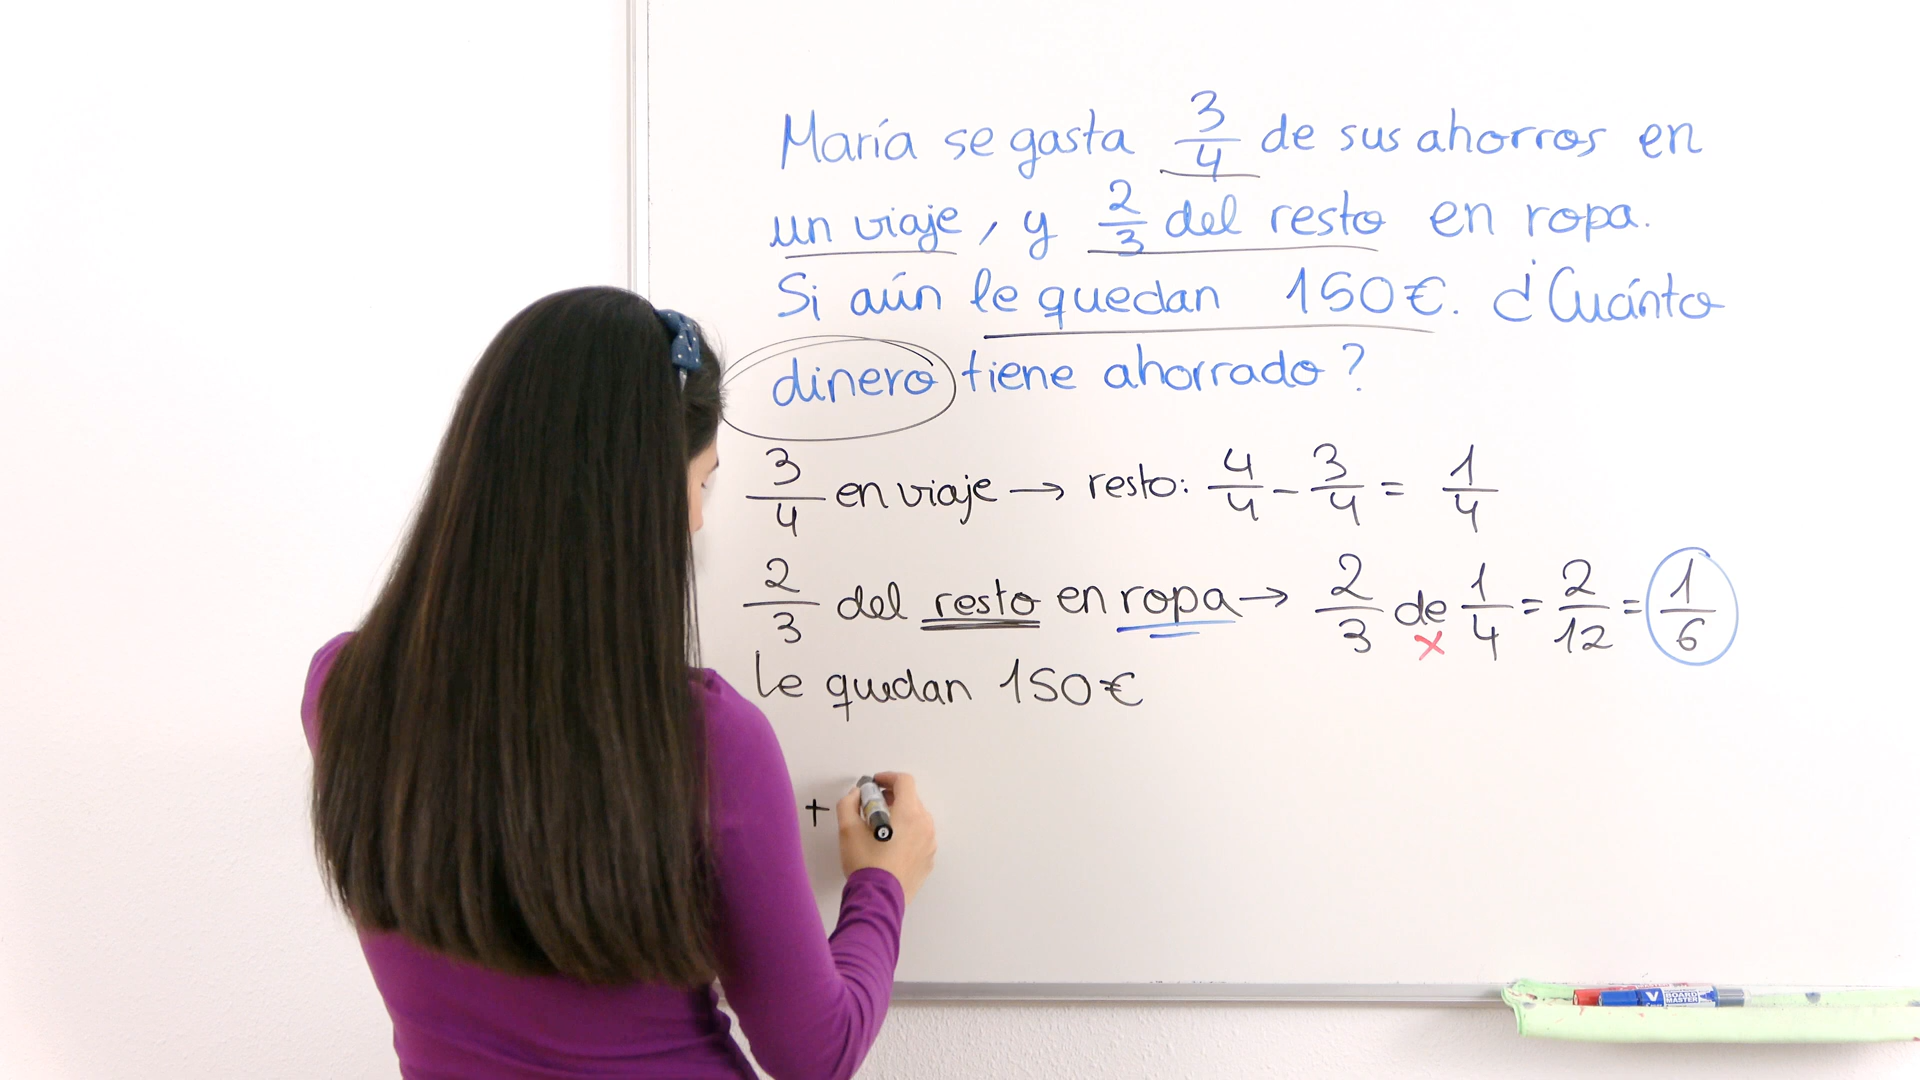 María se gasta 3/4 de sus ahorros en
un viaje, y 2/3 del resto en ropa.
Si aún le quedan 150€. ¿Cuánto
dinero tiene ahorrado?
3/4 en viaje → resto: 4/4 - 3/4 = 1/4
2/3 del resto en ropa → 2/3 de 1/4 = 2/12 = 1/6
x
Le quedan 150€
+
V BOARD MASTER